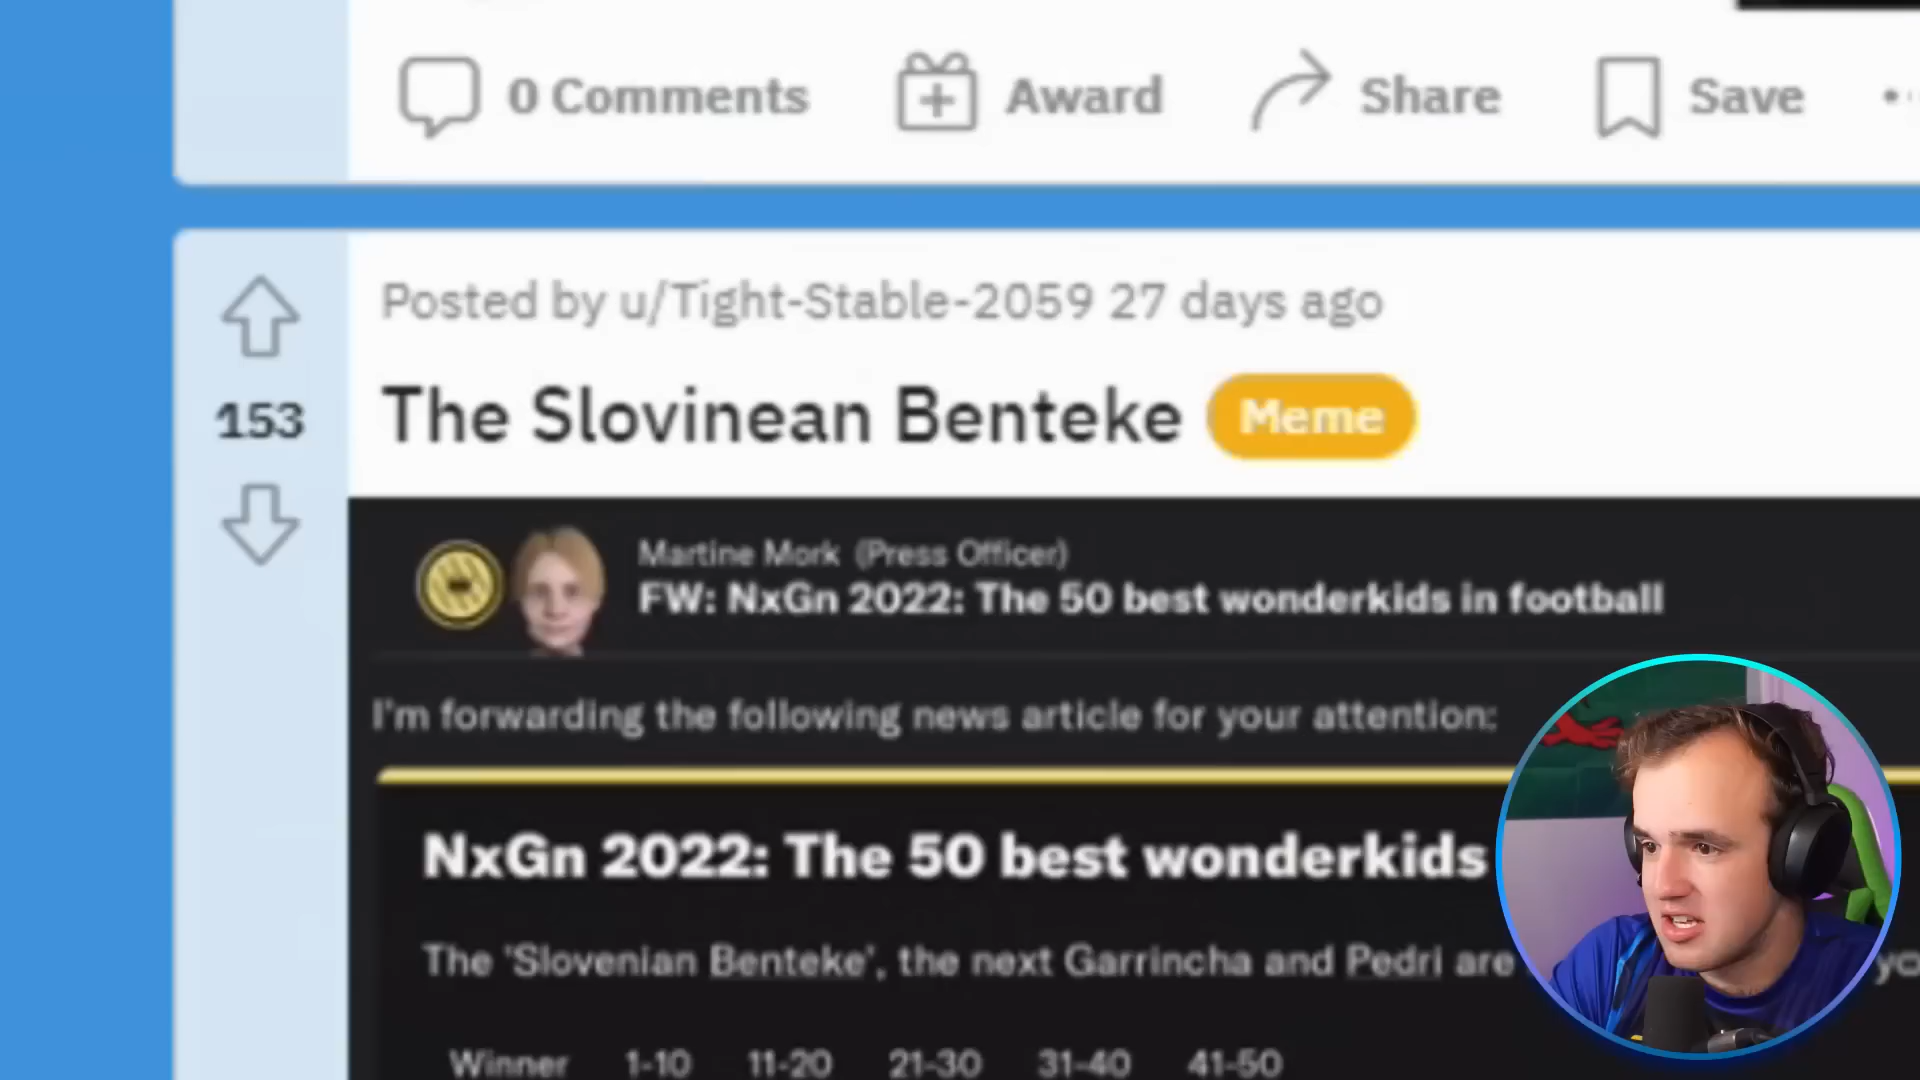 0 Comments Award Share Save
Posted by u/Tight-Stable-2059 27 days ago
153
The Slovinean Benteke Meme
Martine Mork (Press Officer)
FW: NxGn 2022: The 50 best wonderkids in football
I'm forwarding the following news article for your attention:
NxGn 2022: The 50 best wonderkids
The 'Slovenian Benteke', the next Garrincha and Pedri are
Winner 1-10 11-20 21-30 31-40 41-50